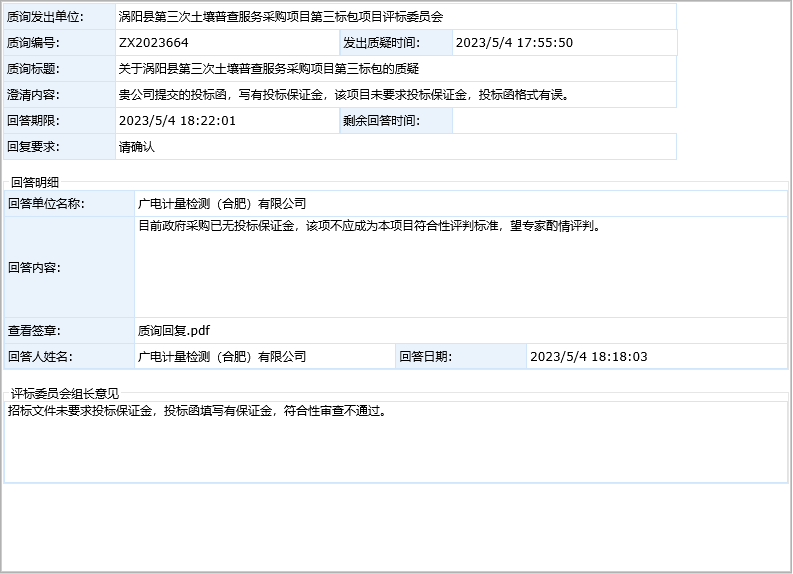 质询发出单位: 涡阳县第三次土壤普查服务采购项目第三标包项目评标委员会
质询编号: ZX2023664 发出质疑时间: 2023/5/4 17:55:50
质询标题: 关于涡阳县第三次土壤普查服务采购项目第三标包的质疑
澄清内容: 贵公司提交的投标函，写有投标保证金，该项目未要求投标保证金，投标函格式有误。
回答期限: 2023/5/4 18:22:01 剩余回答时间:
回复要求: 请确认
回答明细
回答单位名称: 广电计量检测（合肥）有限公司
回答内容: 目前政府采购已无投标保证金，该项不应成为本项目符合性评判标准，望专家酌情评判。
查看签章: 质询回复.pdf
回答人姓名: 广电计量检测（合肥）有限公司 回答日期: 2023/5/4 18:18:03
评标委员会组长意见
招标文件未要求投标保证金，投标函填写有保证金，符合性审查不通过。